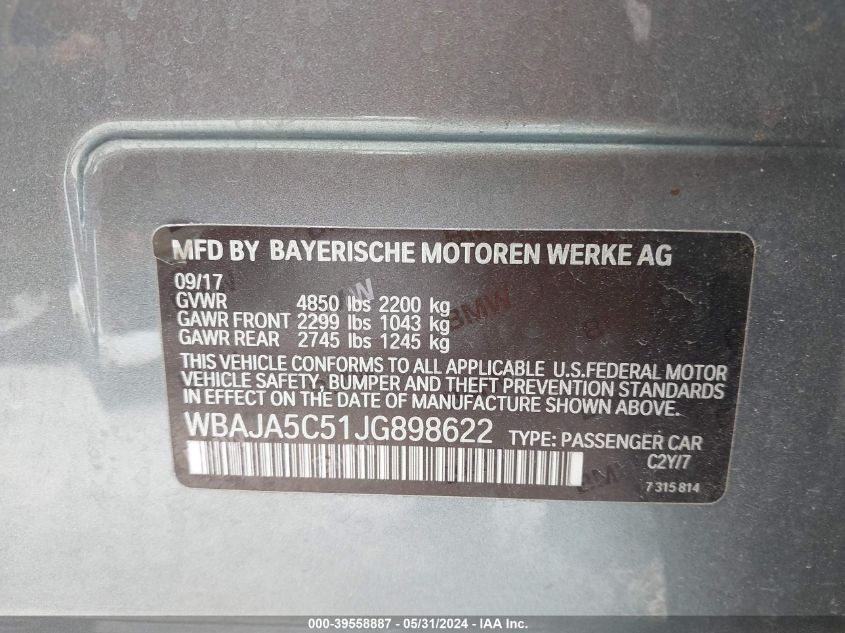 MFD BY BAYERISCHE MOTOREN WERKE AG
09/17
GVWR 4850 lbs 2200 kg
GAWR FRONT 2299 lbs 1043 kg
GAWR REAR 2745 lbs 1245 kg
THIS VEHICLE CONFORMS TO ALL APPLICABLE U.S.FEDERAL MOTOR
VEHICLE SAFETY, BUMPER AND THEFT PREVENTION STANDARDS
IN EFFECT ON THE DATE OF MANUFACTURE SHOWN ABOVE.
WBAJA5C51JG898622 TYPE: PASSENGER CAR
C2Y/7
7 315 814
BMW
BMW
000-39558887 - 05/31/2024 - IAA Inc.